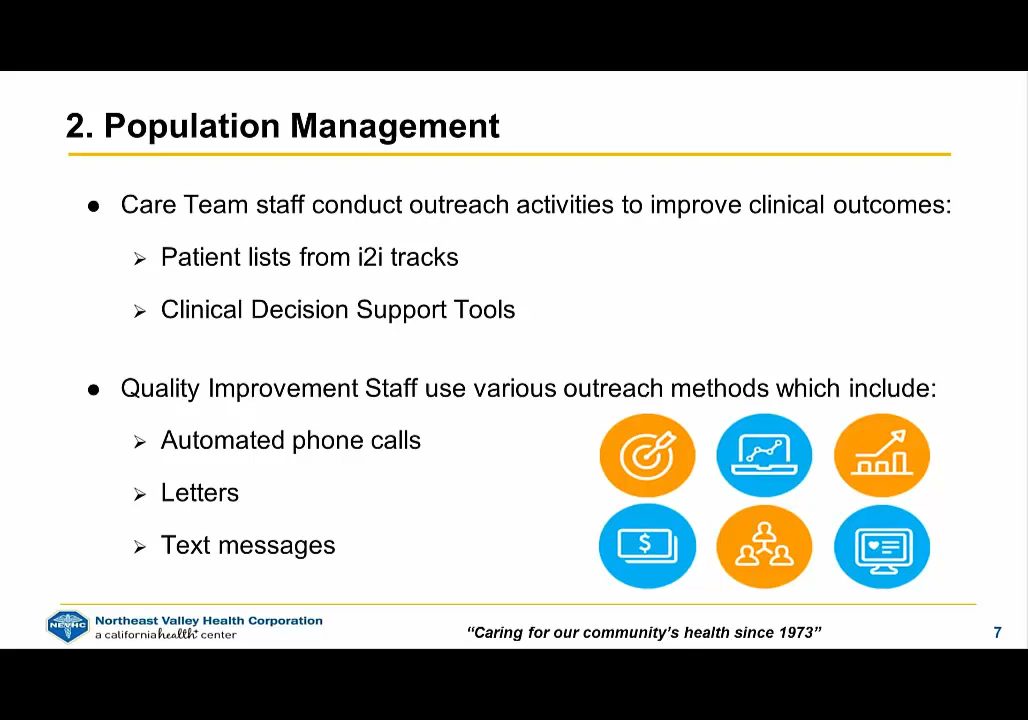 2. Population Management
● Care Team staff conduct outreach activities to improve clinical outcomes:
➢ Patient lists from i2i tracks
➢ Clinical Decision Support Tools
● Quality Improvement Staff use various outreach methods which include:
➢ Automated phone calls
➢ Letters
➢ Text messages
$
NEVHC
Northeast Valley Health Corporation
a california health+ center
“Caring for our community’s health since 1973”
7